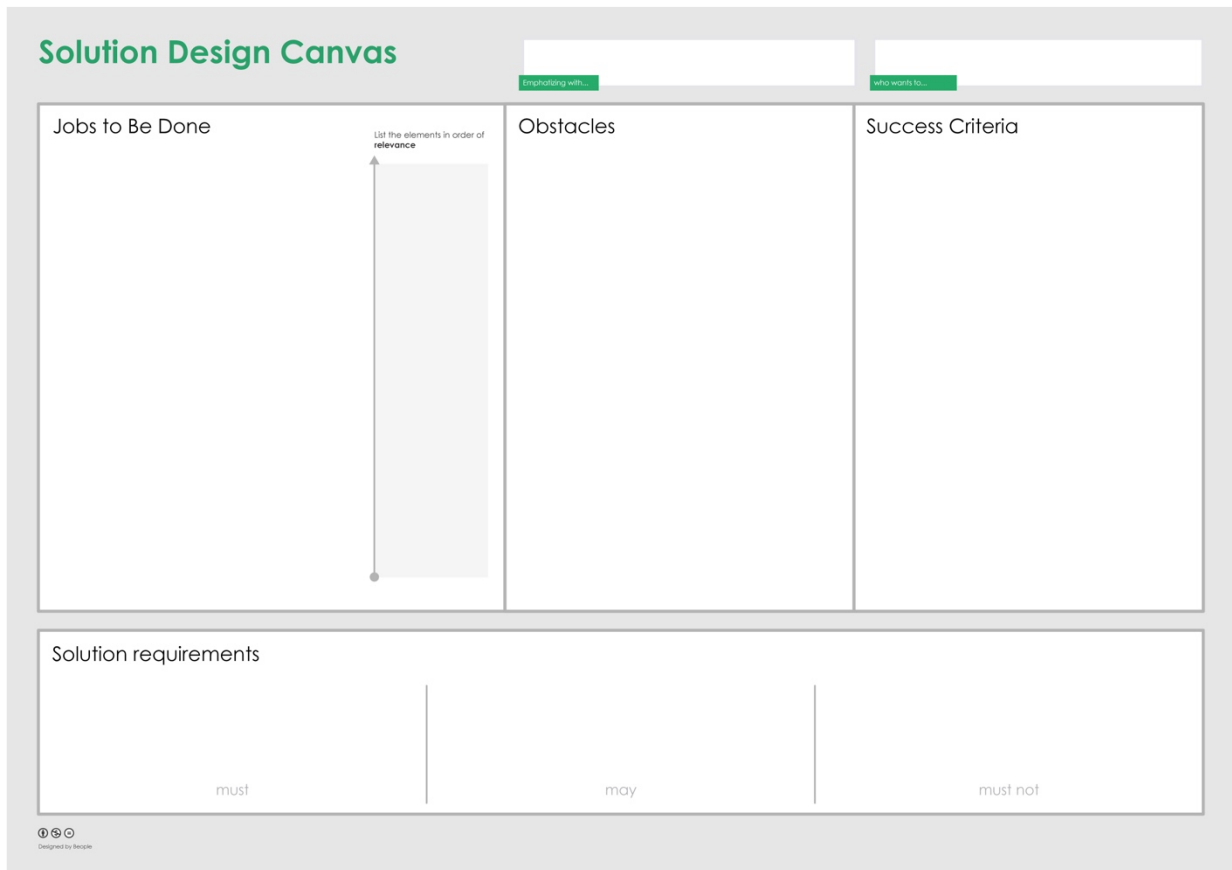 Solution Design Canvas
Emphatizing with...
who wants to...
Jobs to Be Done
List the elements in order of
relevance
Obstacles
Success Criteria
Solution requirements
must
may
must not
Designed by Beople